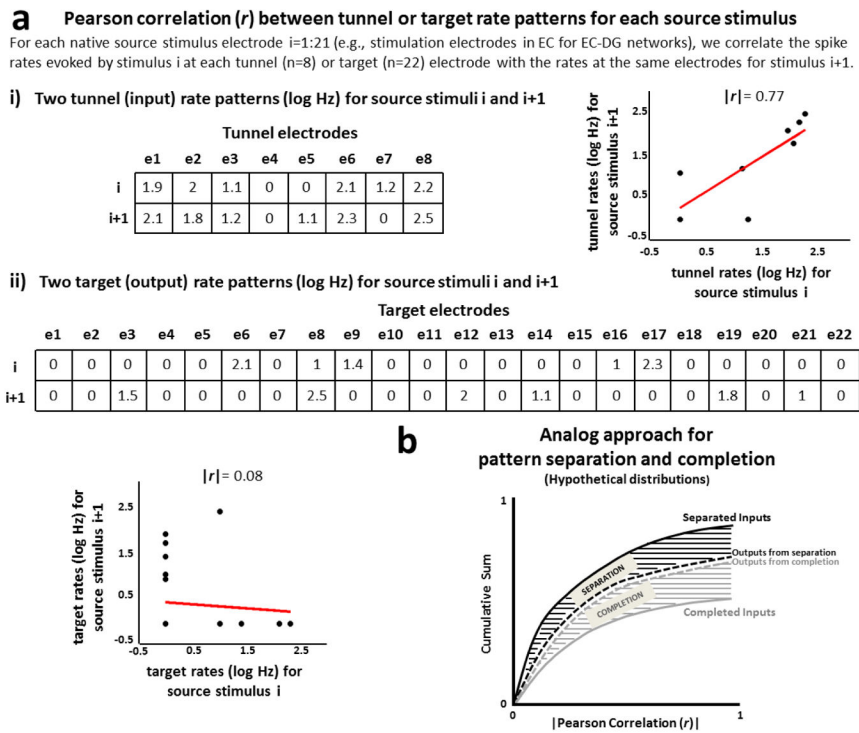 a
Pearson correlation (r) between tunnel or target rate patterns for each source stimulus
For each native source stimulus electrode i=1:21 (e.g., stimulation electrodes in EC for EC-DG networks), we correlate the spike
rates evoked by stimulus i at each tunnel (n=8) or target (n=22) electrode with the rates at the same electrodes for stimulus i+1.
i) Two tunnel (input) rate patterns (log Hz) for source stimuli i and i+1
Tunnel electrodes
e1 e2 e3 e4 e5 e6 e7 e8
i 1.9 2 1.1 0 0 2.1 1.2 2.2
i+1 2.1 1.8 1.2 0 1.1 2.3 0 2.5
|r|= 0.77
tunnel rates (log Hz) for
source stimulus i+1
2.5
1.5
0.5
-0.5
0.5 1.5 2.5
tunnel rates (log Hz) for
source stimulus i
ii) Two target (output) rate patterns (log Hz) for source stimuli i and i+1
Target electrodes
e1 e2 e3 e4 e5 e6 e7 e8 e9 e10 e11 e12 e13 e14 e15 e16 e17 e18 e19 e20 e21 e22
i 0 0 0 0 0 2.1 0 1 1.4 0 0 0 0 0 0 1 2.3 0 0 0 0 0
i+1 0 0 1.5 0 0 0 0 2.5 0 0 0 2 0 1.1 0 0 0 0 1.8 0 1 0
|r|= 0.08
target rates (log Hz) for
source stimulus i+1
2.5
1.5
0.5
-0.5
-0.5 0.5 1.5 2.5
target rates (log Hz) for
source stimulus i
b
Analog approach for
pattern separation and completion
(Hypothetical distributions)
1
Cumulative Sum
Separated Inputs
SEPARATION
Outputs from separation
Outputs from completion
COMPLETION
Completed Inputs
0
0 1
|Pearson Correlation (r)|